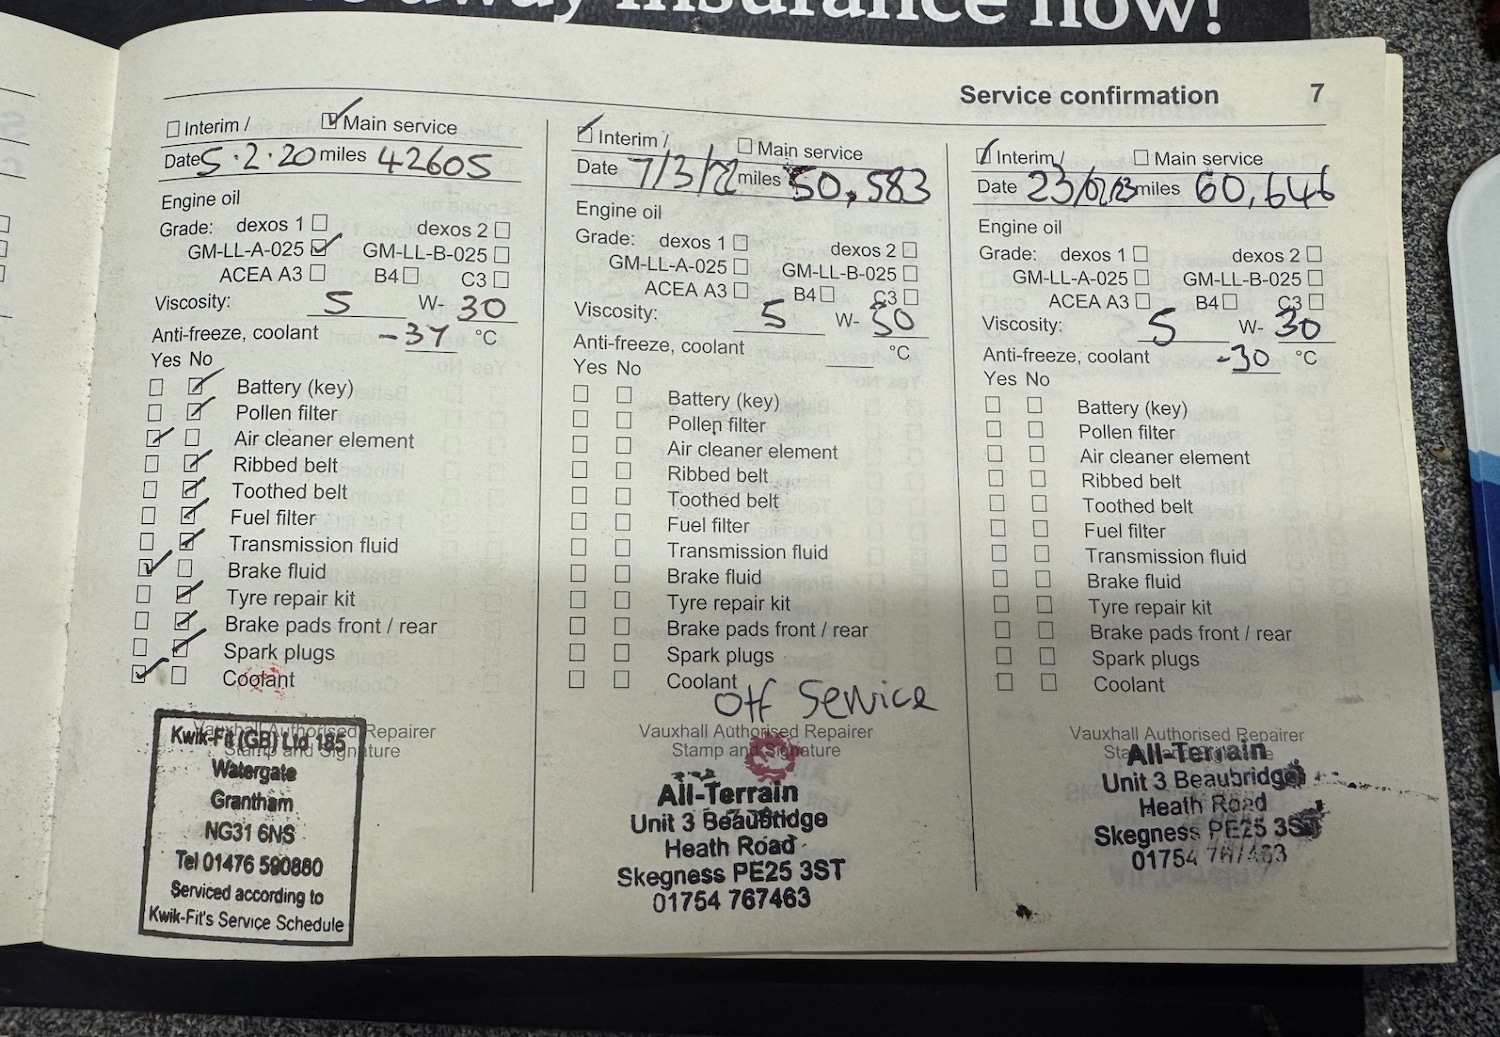 away insurance now!
Service confirmation 7
Interim / Main service
Date 5.2.20 miles 42605
Engine oil
Grade: dexos 1 dexos 2
GM-LL-A-025 GM-LL-B-025
ACEA A3 B4 C3
Viscosity: 5 W- 30
Anti-freeze, coolant -37 °C
Yes No
Battery (key)
Pollen filter
Air cleaner element
Ribbed belt
Toothed belt
Fuel filter
Transmission fluid
Brake fluid
Tyre repair kit
Brake pads front / rear
Spark plugs
Coolant
Vauxhall Authorised Repairer
Stamp and Signature
Kwik-Fit (GB) Ltd 185
Watergate
Grantham
NG31 6NS
Tel 01476 590880
Serviced according to
Kwik-Fit's Service Schedule
Interim / Main service
Date 7/3/22 miles 50,583
Engine oil
Grade: dexos 1 dexos 2
GM-LL-A-025 GM-LL-B-025
ACEA A3 B4 C3
Viscosity: 5 W- 30
Anti-freeze, coolant °C
Yes No
Battery (key)
Pollen filter
Air cleaner element
Ribbed belt
Toothed belt
Fuel filter
Transmission fluid
Brake fluid
Tyre repair kit
Brake pads front / rear
Spark plugs
Coolant
Off Service
Vauxhall Authorised Repairer
Stamp and Signature
All-Terrain
Unit 3 Beaubridge
Heath Road
Skegness PE25 3ST
01754 767463
Interim / Main service
Date 23/02/23 miles 60,646
Engine oil
Grade: dexos 1 dexos 2
GM-LL-A-025 GM-LL-B-025
ACEA A3 B4 C3
Viscosity: 5 W- 30
Anti-freeze, coolant -30 °C
Yes No
Battery (key)
Pollen filter
Air cleaner element
Ribbed belt
Toothed belt
Fuel filter
Transmission fluid
Brake fluid
Tyre repair kit
Brake pads front / rear
Spark plugs
Coolant
Vauxhall Authorised Repairer
Stamp and Signature
All-Terrain
Unit 3 Beaubridge
Heath Road
Skegness PE25 3ST
01754 767463